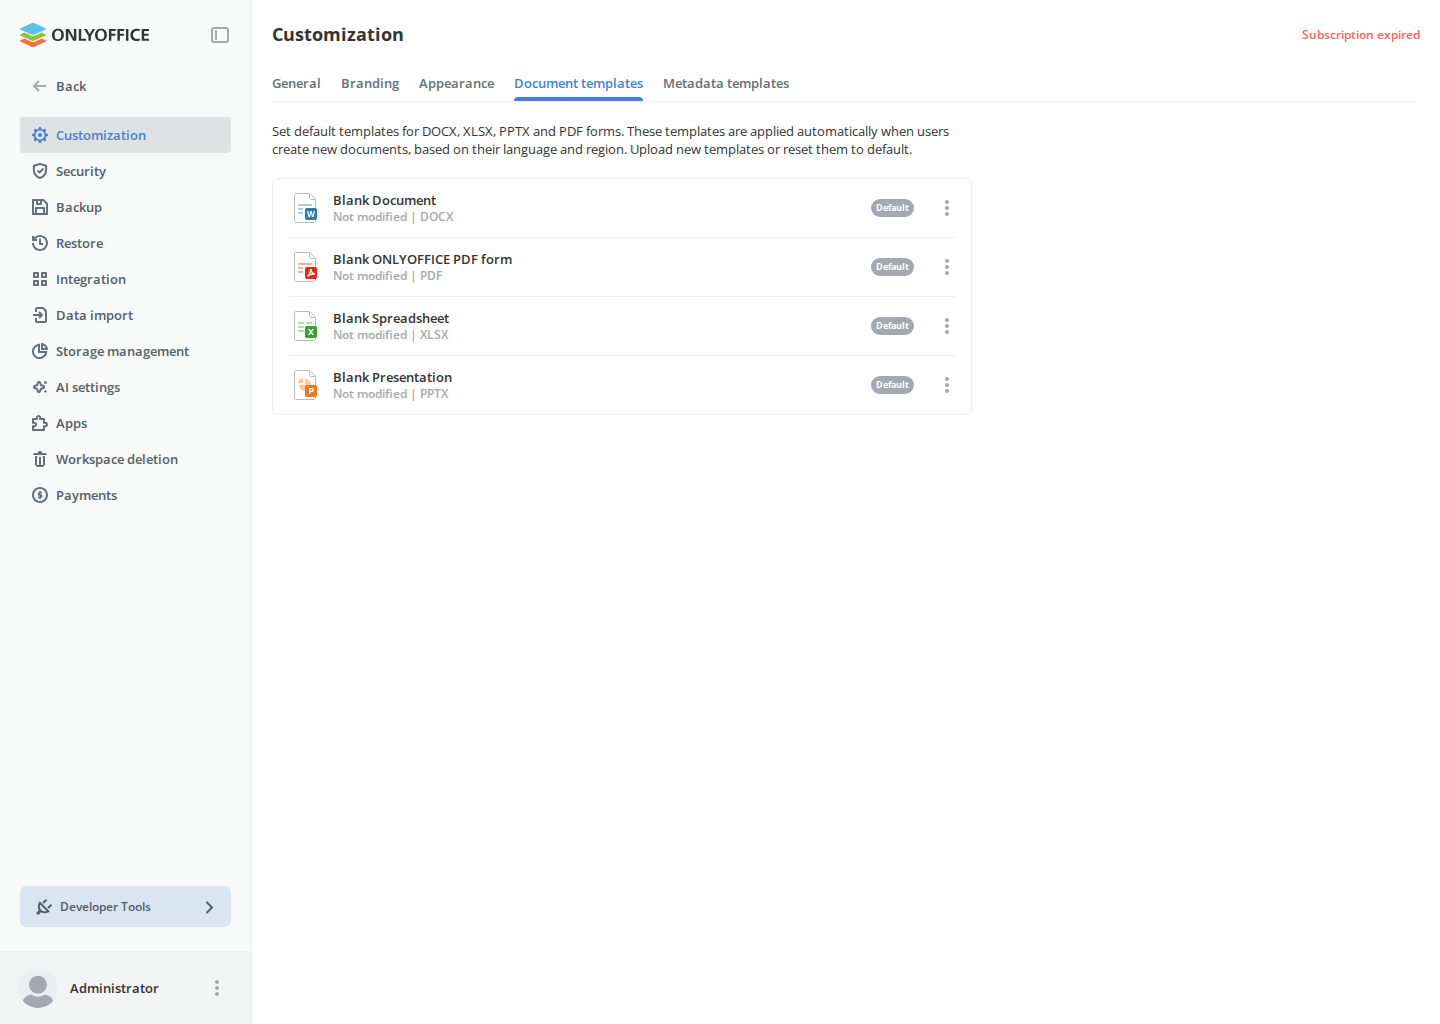 ONLYOFFICE
Back
Customization
Security
Backup
Restore
Integration
Data import
Storage management
AI settings
Apps
Workspace deletion
Payments
Developer Tools
Administrator
Customization
Subscription expired
General Branding Appearance Document templates Metadata templates
Set default templates for DOCX, XLSX, PPTX and PDF forms. These templates are applied automatically when users
create new documents, based on their language and region. Upload new templates or reset them to default.
Blank Document
Not modified | DOCX
Default
Blank ONLYOFFICE PDF form
Not modified | PDF
Default
Blank Spreadsheet
Not modified | XLSX
Default
Blank Presentation
Not modified | PPTX
Default